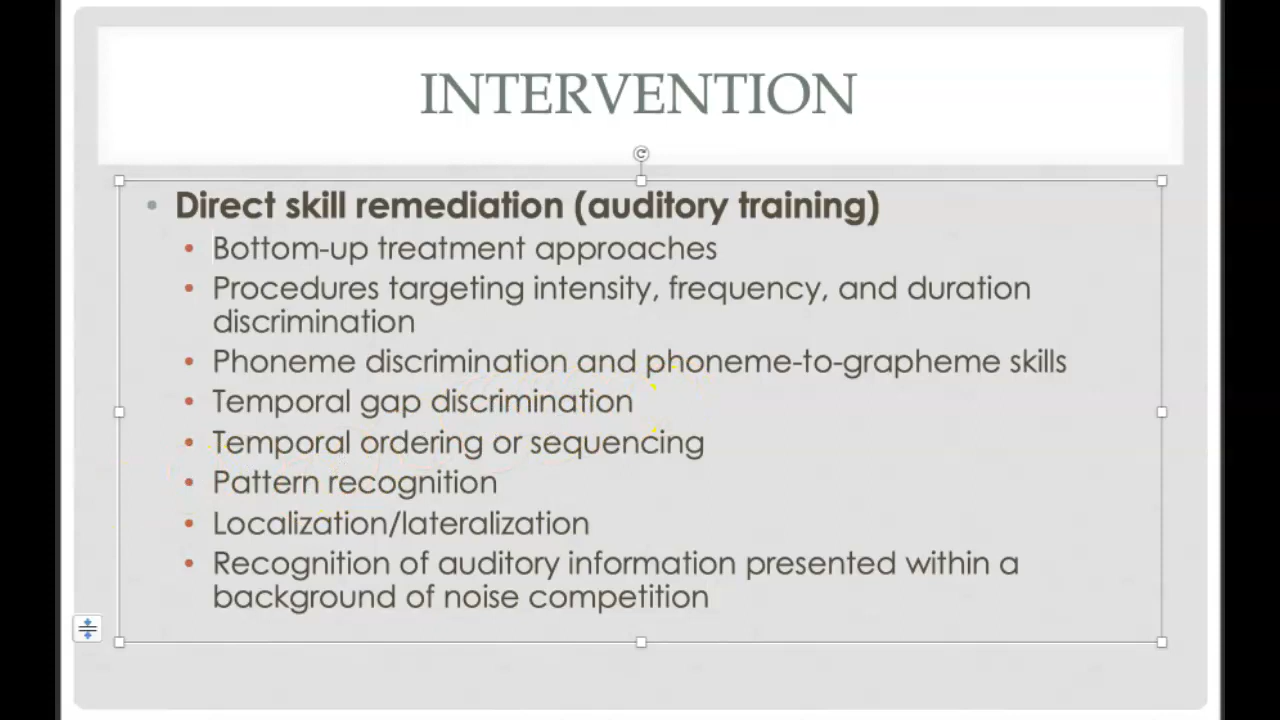 INTERVENTION
• Direct skill remediation (auditory training)
• Bottom-up treatment approaches
• Procedures targeting intensity, frequency, and duration
discrimination
• Phoneme discrimination and phoneme-to-grapheme skills
• Temporal gap discrimination
• Temporal ordering or sequencing
• Pattern recognition
• Localization/lateralization
• Recognition of auditory information presented within a
background of noise competition